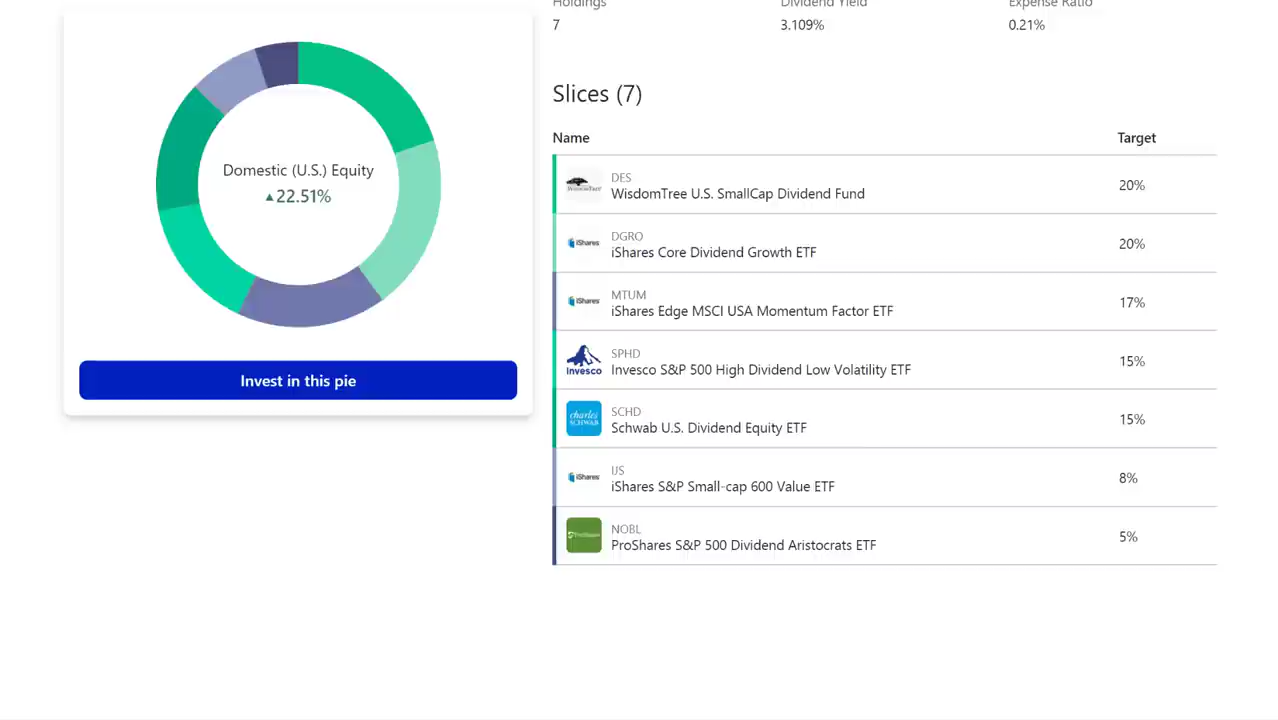 Holdings
Dividend Yield
Expense Ratio
7
3.109%
0.21%
Domestic (U.S.) Equity
▲22.51%
Invest in this pie
Slices (7)
Name
Target
WisdomTree
DES
WisdomTree U.S. SmallCap Dividend Fund
20%
iShares
DGRO
iShares Core Dividend Growth ETF
20%
iShares
MTUM
iShares Edge MSCI USA Momentum Factor ETF
17%
Invesco
SPHD
Invesco S&P 500 High Dividend Low Volatility ETF
15%
charles
SCHWAB
SCHD
Schwab U.S. Dividend Equity ETF
15%
iShares
IJS
iShares S&P Small-cap 600 Value ETF
8%
ProShares
NOBL
ProShares S&P 500 Dividend Aristocrats ETF
5%